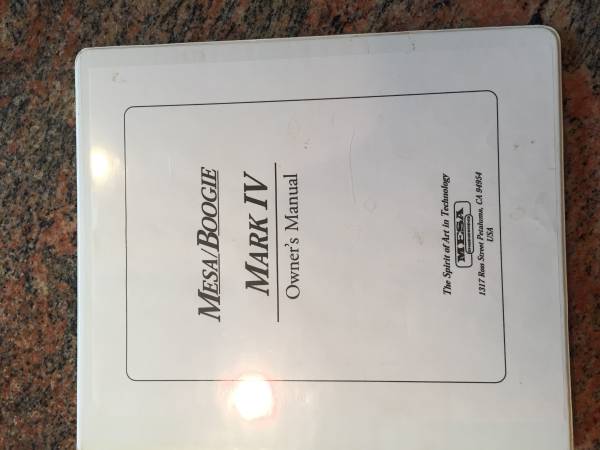 MESA/BOOGIE
MARK IV
Owner's Manual
The Spirit of Art in Technology
MESA
1317 Ross Street Petaluma, CA 94954
USA